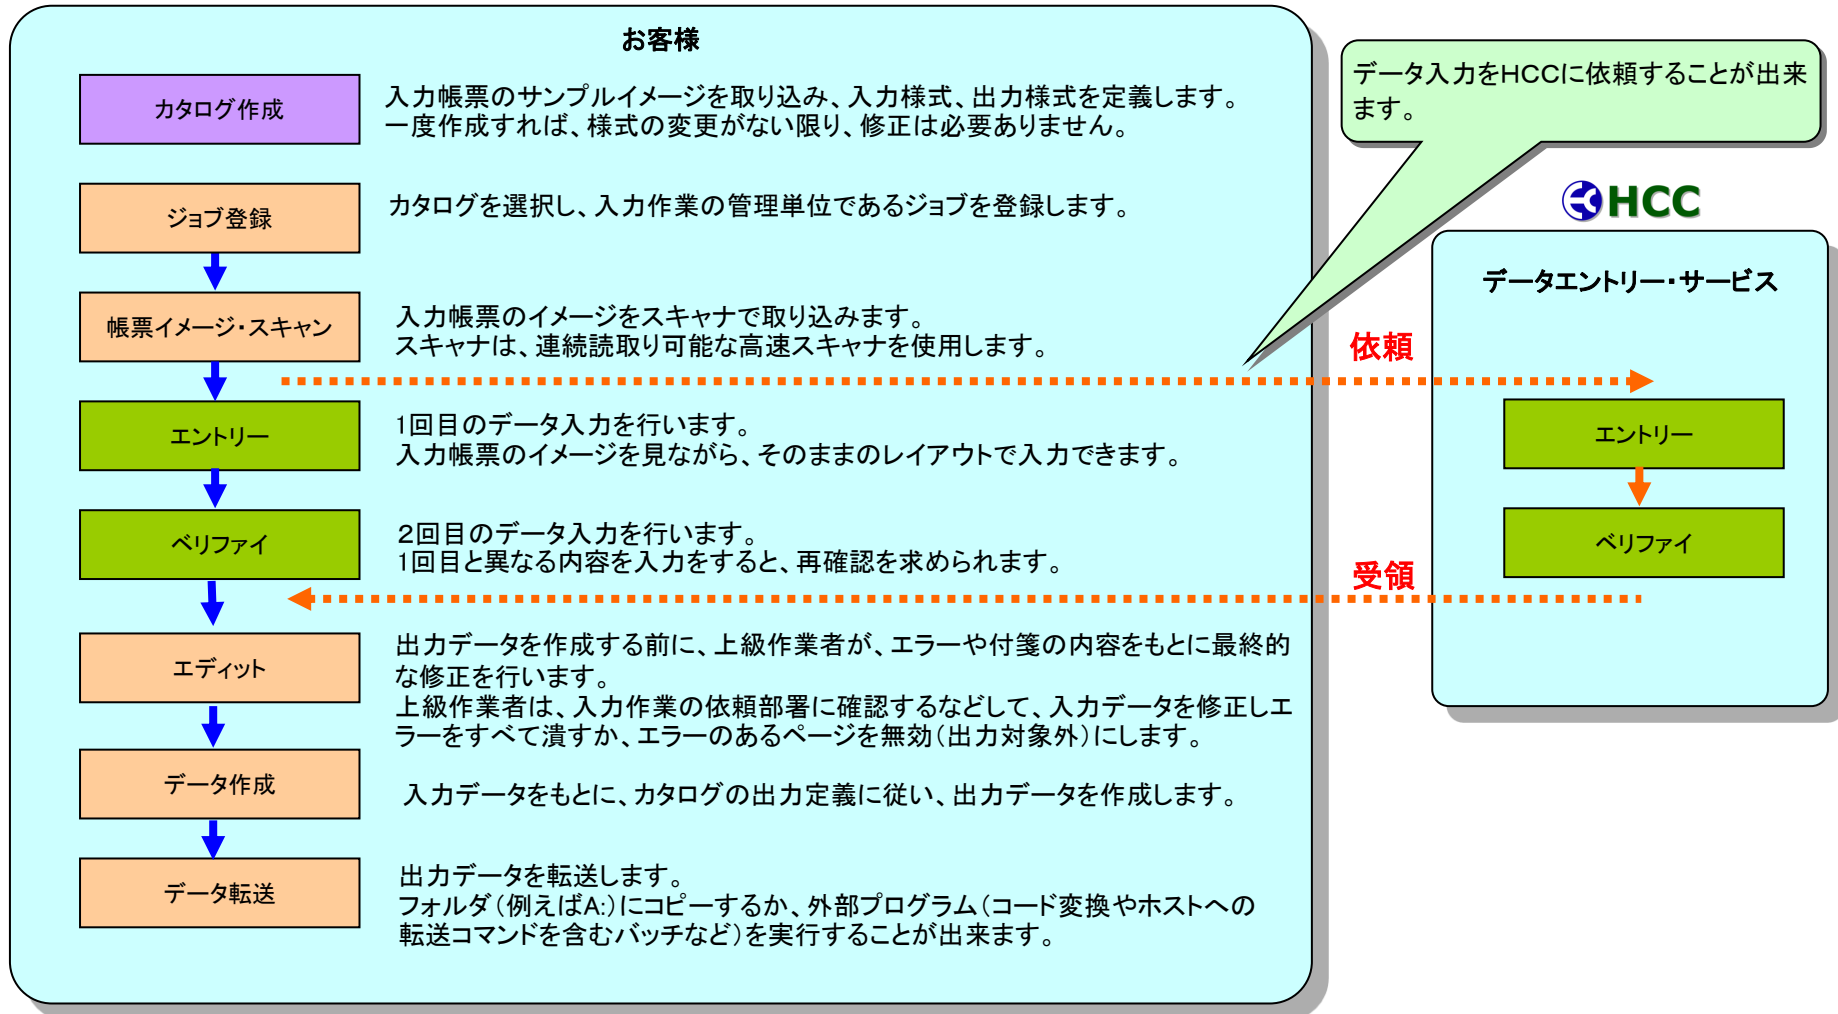 お客様
カタログ作成
入力帳票のサンプルイメージを取り込み、入力様式、出力様式を定義します。
一度作成すれば、様式の変更がない限り、修正は必要ありません。
データ入力をHCCに依頼することが出来
ます。
ジョブ登録
カタログを選択し、入力作業の管理単位であるジョブを登録します。
HCC
データエントリー・サービス
帳票イメージ・スキャン
入力帳票のイメージをスキャナで取り込みます。
スキャナは、連続読取り可能な高速スキャナを使用します。
依頼
エントリー
1回目のデータ入力を行います。
入力帳票のイメージを見ながら、そのままのレイアウトで入力できます。
エントリー
ベリファイ
２回目のデータ入力を行います。
1回目と異なる内容を入力をすると、再確認を求められます。
ベリファイ
受領
エディット
出力データを作成する前に、上級作業者が、エラーや付箋の内容をもとに最終的
な修正を行います。
上級作業者は、入力作業の依頼部署に確認するなどして、入力データを修正しエ
ラーをすべて潰すか、エラーのあるページを無効（出力対象外）にします。
データ作成
入力データをもとに、カタログの出力定義に従い、出力データを作成します。
データ転送
出力データを転送します。
フォルダ（例えばA:）にコピーするか、外部プログラム（コード変換やホストへの
転送コマンドを含むバッチなど）を実行することが出来ます。